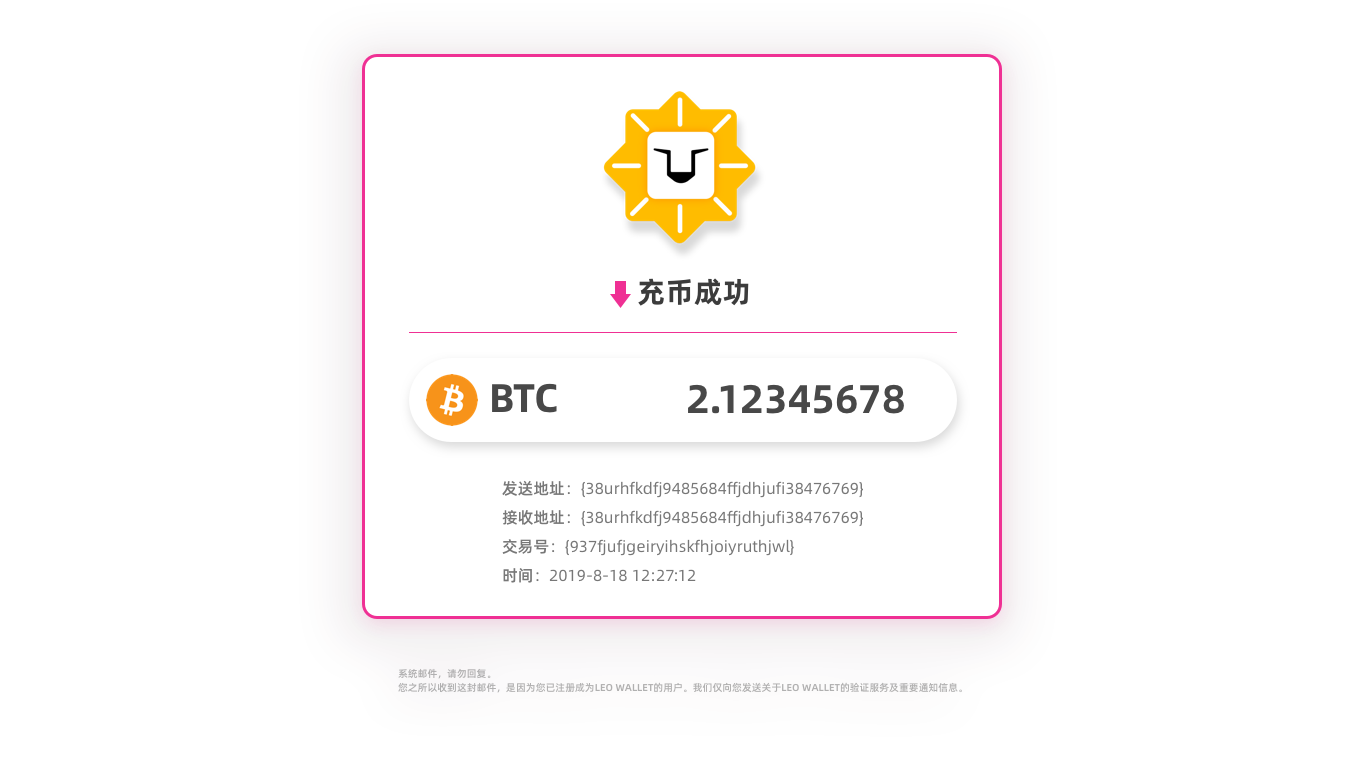 充币成功
BTC 2.12345678
发送地址：{38urhfkdfj9485684ffjdhjufi38476769}
接收地址：{38urhfkdfj9485684ffjdhjufi38476769}
交易号：{937fjufjgeiryihskfhjoiyruthjwl}
时间：2019-8-18 12:27:12
系统邮件，请勿回复。
您之所以收到这封邮件，是因为您已注册成为LEO WALLET的用户。我们仅向您发送关于LEO WALLET的验证服务及重要通知信息。